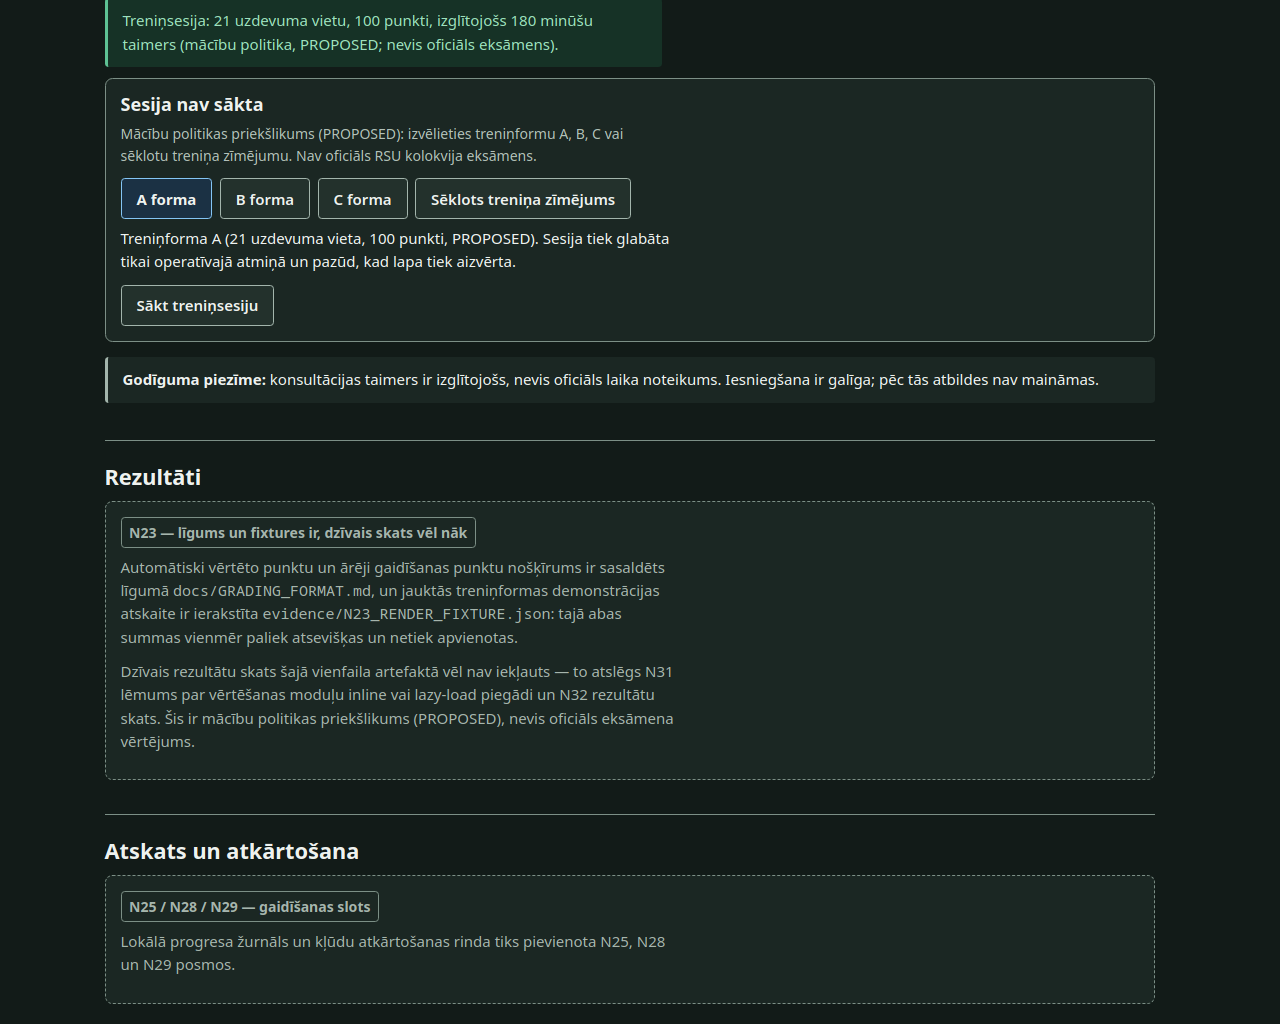 Treniņsesija: 21 uzdevuma vietu, 100 punkti, izglītojošs 180 minūšu
taimers (mācību politika, PROPOSED; nevis oficiāls eksāmens).
Sesija nav sākta
Mācību politikas priekšlikums (PROPOSED): izvēlieties treniņformu A, B, C vai
sēklotu treniņa zīmējumu. Nav oficiāls RSU kolokvija eksāmens.
A forma B forma C forma Sēklots treniņa zīmējums
Treniņforma A (21 uzdevuma vieta, 100 punkti, PROPOSED). Sesija tiek glabāta
tikai operatīvajā atmiņā un pazūd, kad lapa tiek aizvērta.
Sākt treniņsesiju
Godīguma piezīme: konsultācijas taimers ir izglītojošs, nevis oficiāls laika noteikums. Iesniegšana ir galīga; pēc tās atbildes nav maināmas.
Rezultāti
N23 — līgums un fixtures ir, dzīvais skats vēl nāk
Automātiski vērtēto punktu un ārēji gaidīšanas punktu nošķīrums ir sasaldēts
līgumā docs/GRADING_FORMAT.md, un jauktās treniņformas demonstrācijas
atskaite ir ierakstīta evidence/N23_RENDER_FIXTURE.json: tajā abas
summas vienmēr paliek atsevišķas un netiek apvienotas.
Dzīvais rezultātu skats šajā vienfaila artefaktā vēl nav iekļauts — to atslēgs N31
lēmums par vērtēšanas moduļu inline vai lazy-load piegādi un N32 rezultātu
skats. Šis ir mācību politikas priekšlikums (PROPOSED), nevis oficiāls eksāmena
vērtējums.
Atskats un atkārtošana
N25 / N28 / N29 — gaidīšanas slots
Lokālā progresa žurnāls un kļūdu atkārtošanas rinda tiks pievienota N25, N28
un N29 posmos.